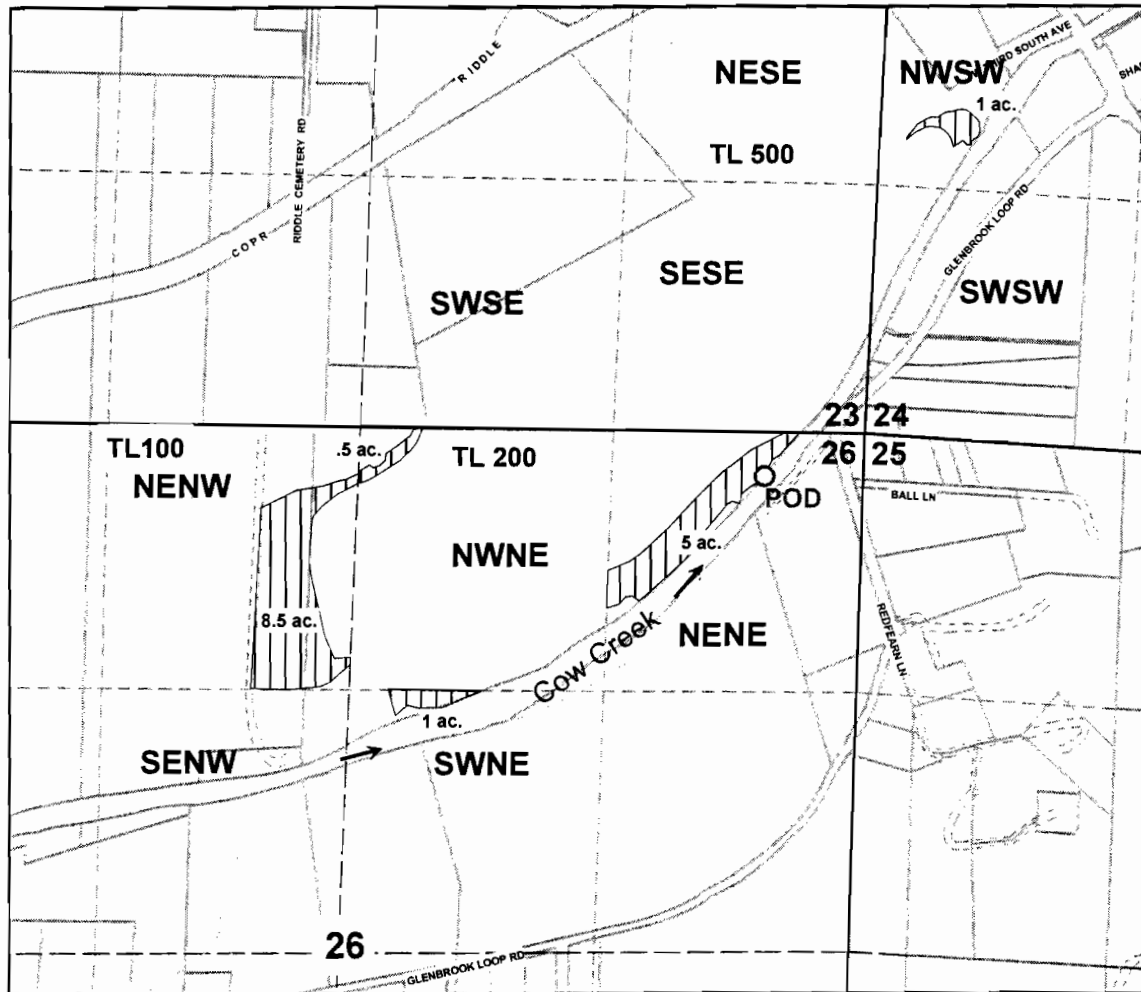 NESE
NWSW
1 ac.
RIDDLE
RIDDLE CEMETERY RD
TL 500
COPR
GLENBROOK LOOP RD
SESE
SWSE
SWSW
23 24
26 25
TL100
NENW
.5 ac.
TL 200
POD
BALL LN
NWNE
5 ac.
8.5 ac.
Cow Creek
NENE
REDFEARN LN
1 ac.
SENW
SWNE
26
GLENBROOK LOOP RD
SOUTH AVE